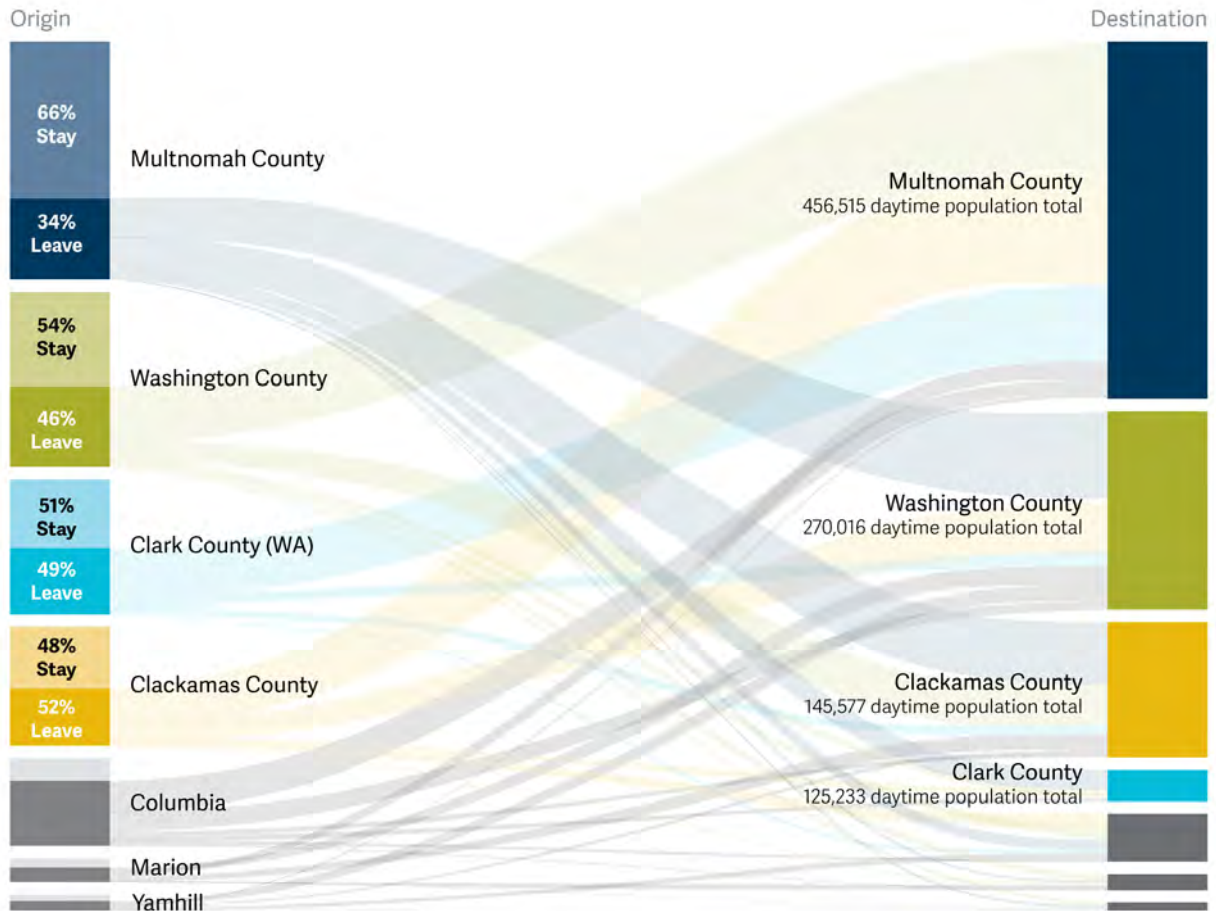 Origin
Destination
66%
Stay
Multnomah County
34%
Leave
Multnomah County
456,515 daytime population total
54%
Stay
Washington County
46%
Leave
Washington County
270,016 daytime population total
51%
Stay
Clark County (WA)
49%
Leave
48%
Stay
Clackamas County
52%
Leave
Clackamas County
145,577 daytime population total
Clark County
125,233 daytime population total
Columbia
Marion
Yamhill